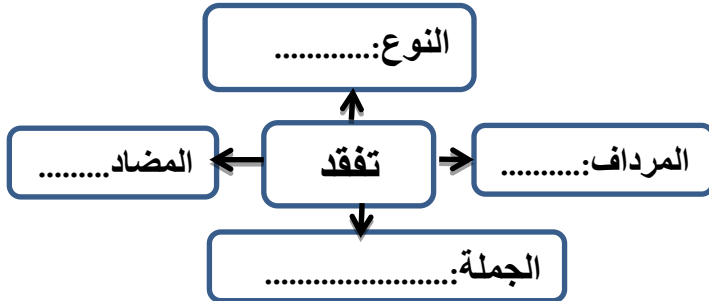 النوع:............
المرداف:..........
تفقد
المضاد.........
الجملة:.......................